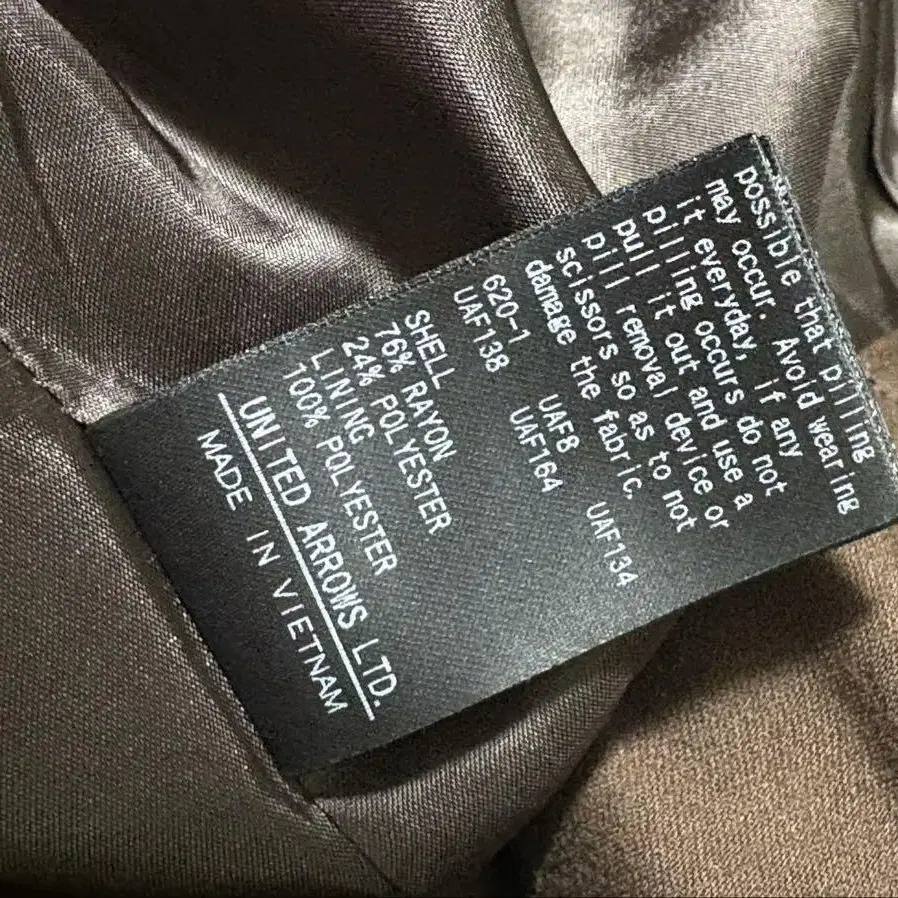 possible that pilling
may occur. Avoid wearing
it everyday, if any
pilling occurs do not
pull it out and use a
pill removal device or
scissors so as to not
damage the fabric.
620-1 UAF8 UAF134
UAF138 UAF164
SHELL
76% RAYON
24% POLYESTER
LINING
100% POLYESTER
UNITED ARROWS LTD.
MADE IN VIETNAM